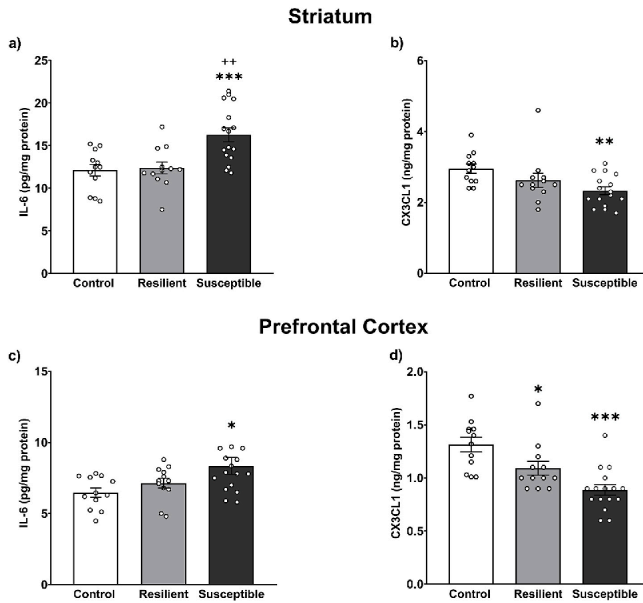 Striatum
a)
b)
IL-6 (pg/mg protein)
25
20
15
10
5
0
++
***
Control Resilient Susceptible
CX3CL1 (ng/mg protein)
6
4
2
0
**
Control Resilient Susceptible
Prefrontal Cortex
c)
d)
IL-6 (pg/mg protein)
15
10
5
0
*
Control Resilient Susceptible
CX3CL1 (ng/mg protein)
2.0
1.5
1.0
0.5
0.0
*
***
Control Resilient Susceptible